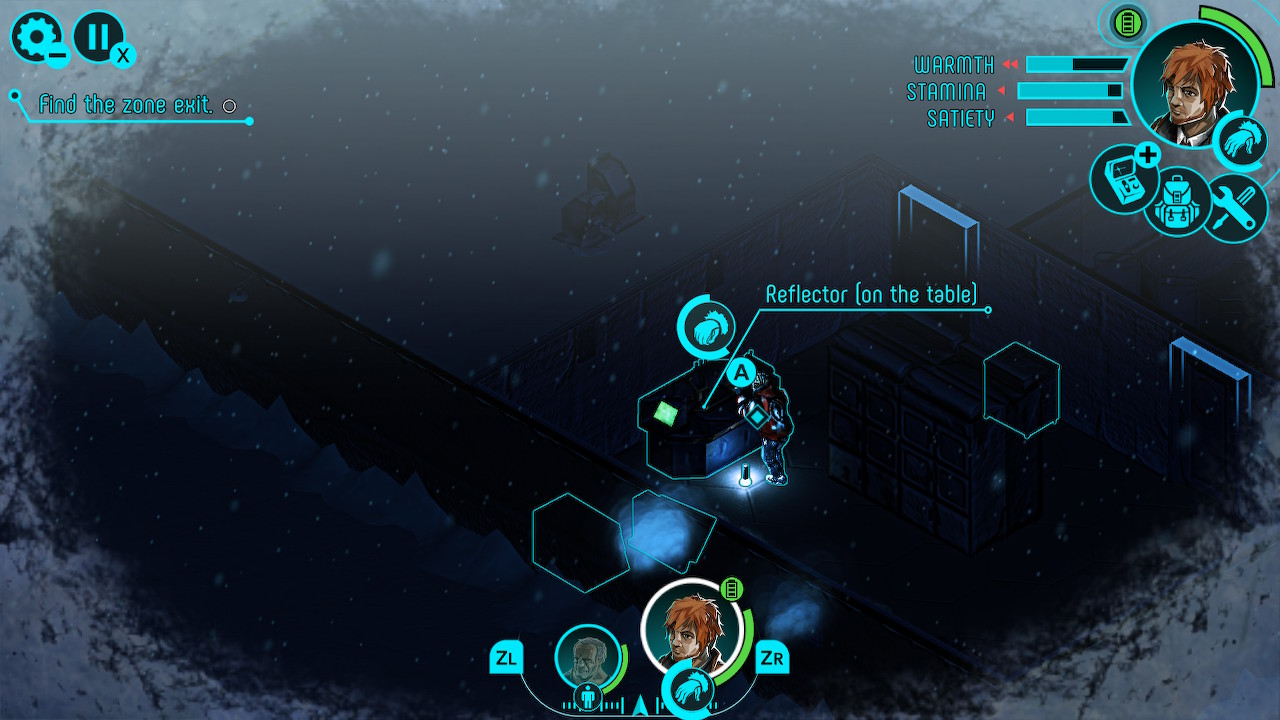 X
Find the zone exit.
WARMTH
STAMINA
SATIETY
Reflector (on the table)
A
ZL
ZR